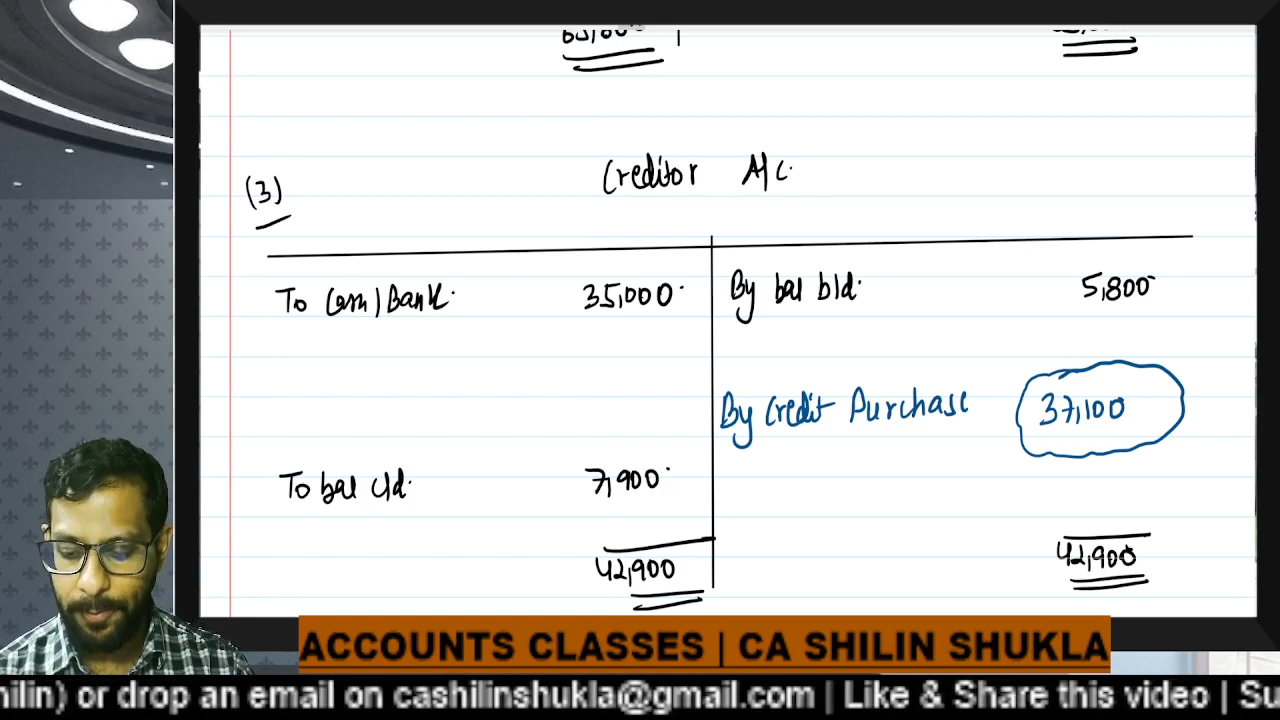 (3)
Creditor A/c.
To Cash/Bank. 35,000 By bal b/d. 5,800
By Credit Purchase 37,100
To bal c/d. 7,900
42,900 42,900
ACCOUNTS CLASSES | CA SHILIN SHUKLA
hilin) or drop an email on cashilinshukla@gmail.com | Like & Share this video | Su